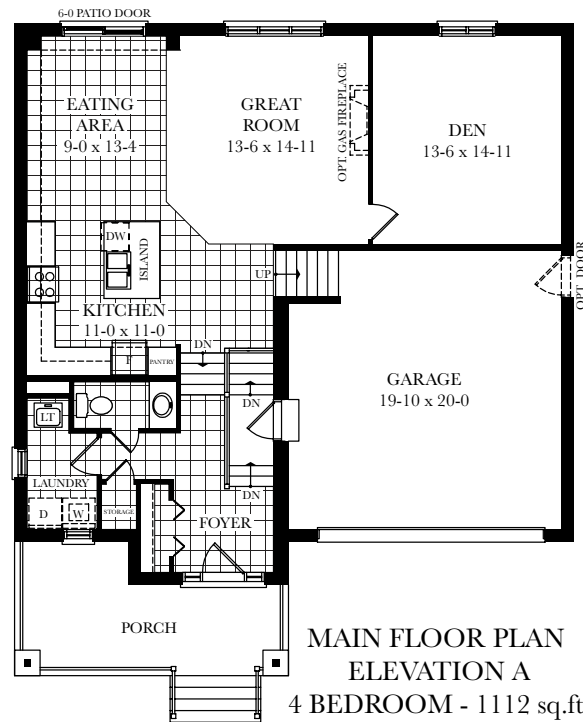 6-0 PATIO DOOR
EATING
AREA
9-0 x 13-4
GREAT
ROOM
13-6 x 14-11
OPT. GAS FIREPLACE
DEN
13-6 x 14-11
DW
ISLAND
UP
OPT. DOOR
KITCHEN
11-0 x 11-0
F
PANTRY
DN
DN
GARAGE
19-10 x 20-0
LT
LAUNDRY
D
W
STORAGE
DN
FOYER
PORCH
MAIN FLOOR PLAN
ELEVATION A
4 BEDROOM - 1112 sq.ft